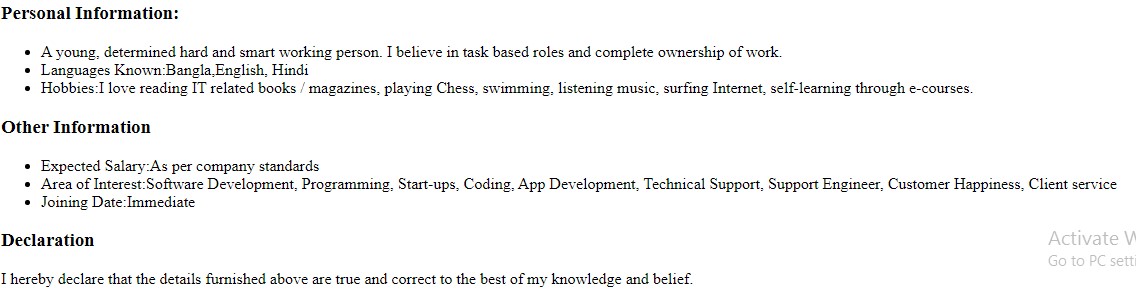 Personal Information:
A young, determined hard and smart working person. I believe in task based roles and complete ownership of work.
Languages Known:Bangla,English, Hindi
Hobbies:I love reading IT related books / magazines, playing Chess, swimming, listening music, surfing Internet, self-learning through e-courses.
Other Information
Expected Salary:As per company standards
Area of Interest:Software Development, Programming, Start-ups, Coding, App Development, Technical Support, Support Engineer, Customer Happiness, Client service
Joining Date:Immediate
Declaration
Activate W
Go to PC setti
I hereby declare that the details furnished above are true and correct to the best of my knowledge and belief.